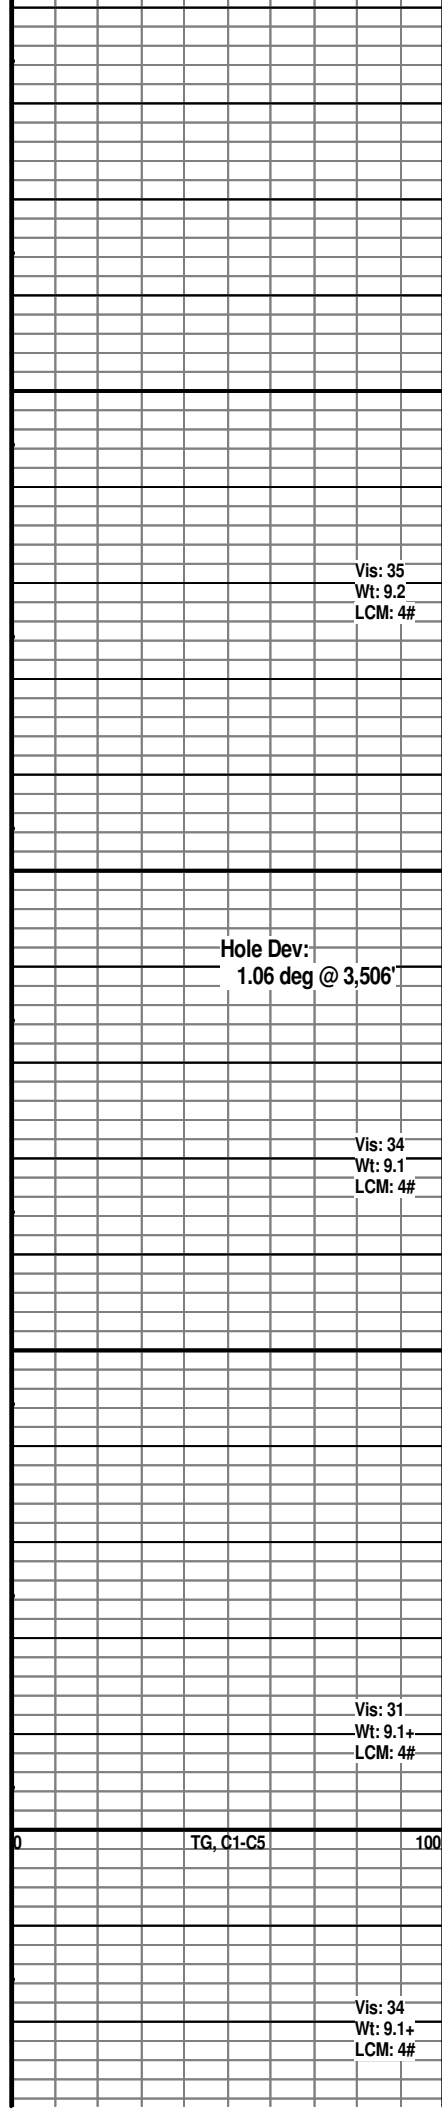 Vis: 35
Wt: 9.2
LCM: 4#
Hole Dev:
1.06 deg @ 3,506'
Vis: 34
Wt: 9.1
LCM: 4#
Vis: 31
Wt: 9.1+
LCM: 4#
0 TG, C1-C5 100
Vis: 34
Wt: 9.1+
LCM: 4#